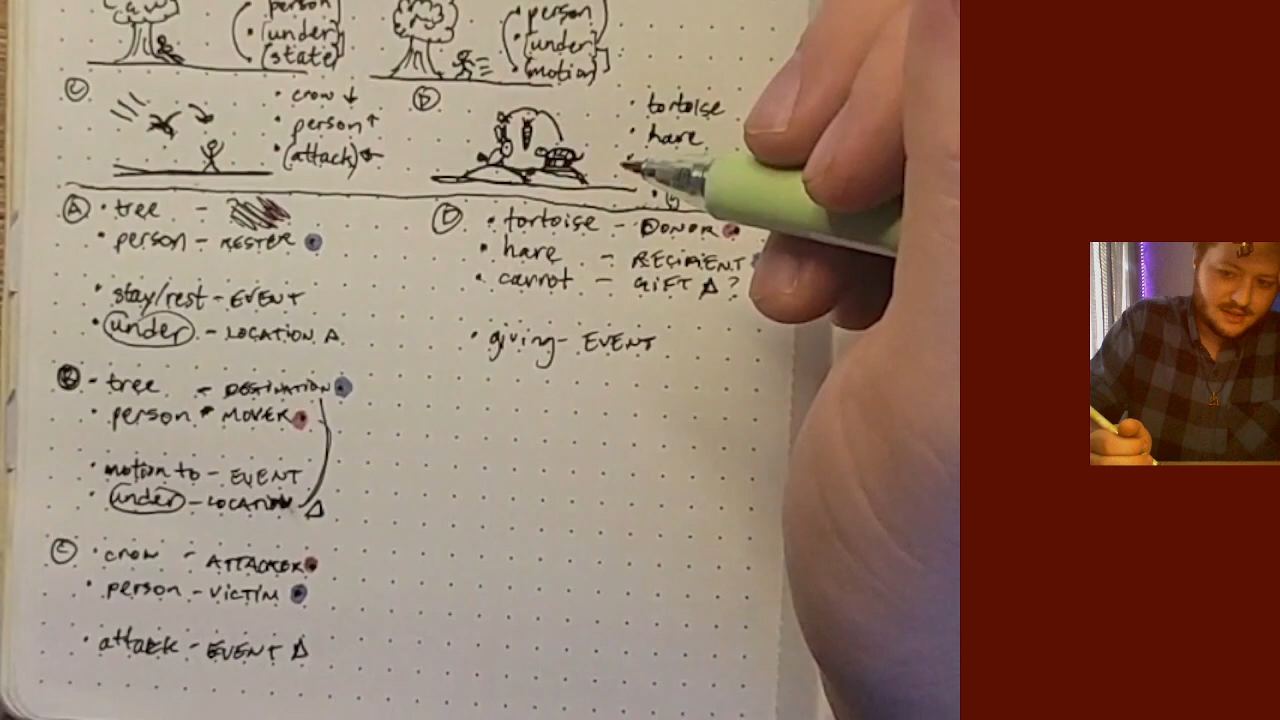 person
• (under)
(state)
• person
• (under)
• (motion)
C
• crow ↓
• person ↑
• (attack)
D
• tortoise
• hare
A • tree -
• person - RESTER
• stay/rest - EVENT
• under - LOCATION Δ
B - tree - DESTINATION
• person - MOVER
• motion to - EVENT
• under - LOCATION Δ
C • crow - ATTACKER
• person - VICTIM
• attack - EVENT Δ
D • tortoise - DONOR
• hare - RECIPIENT
• carrot - GIFT Δ ?
• giving - EVENT